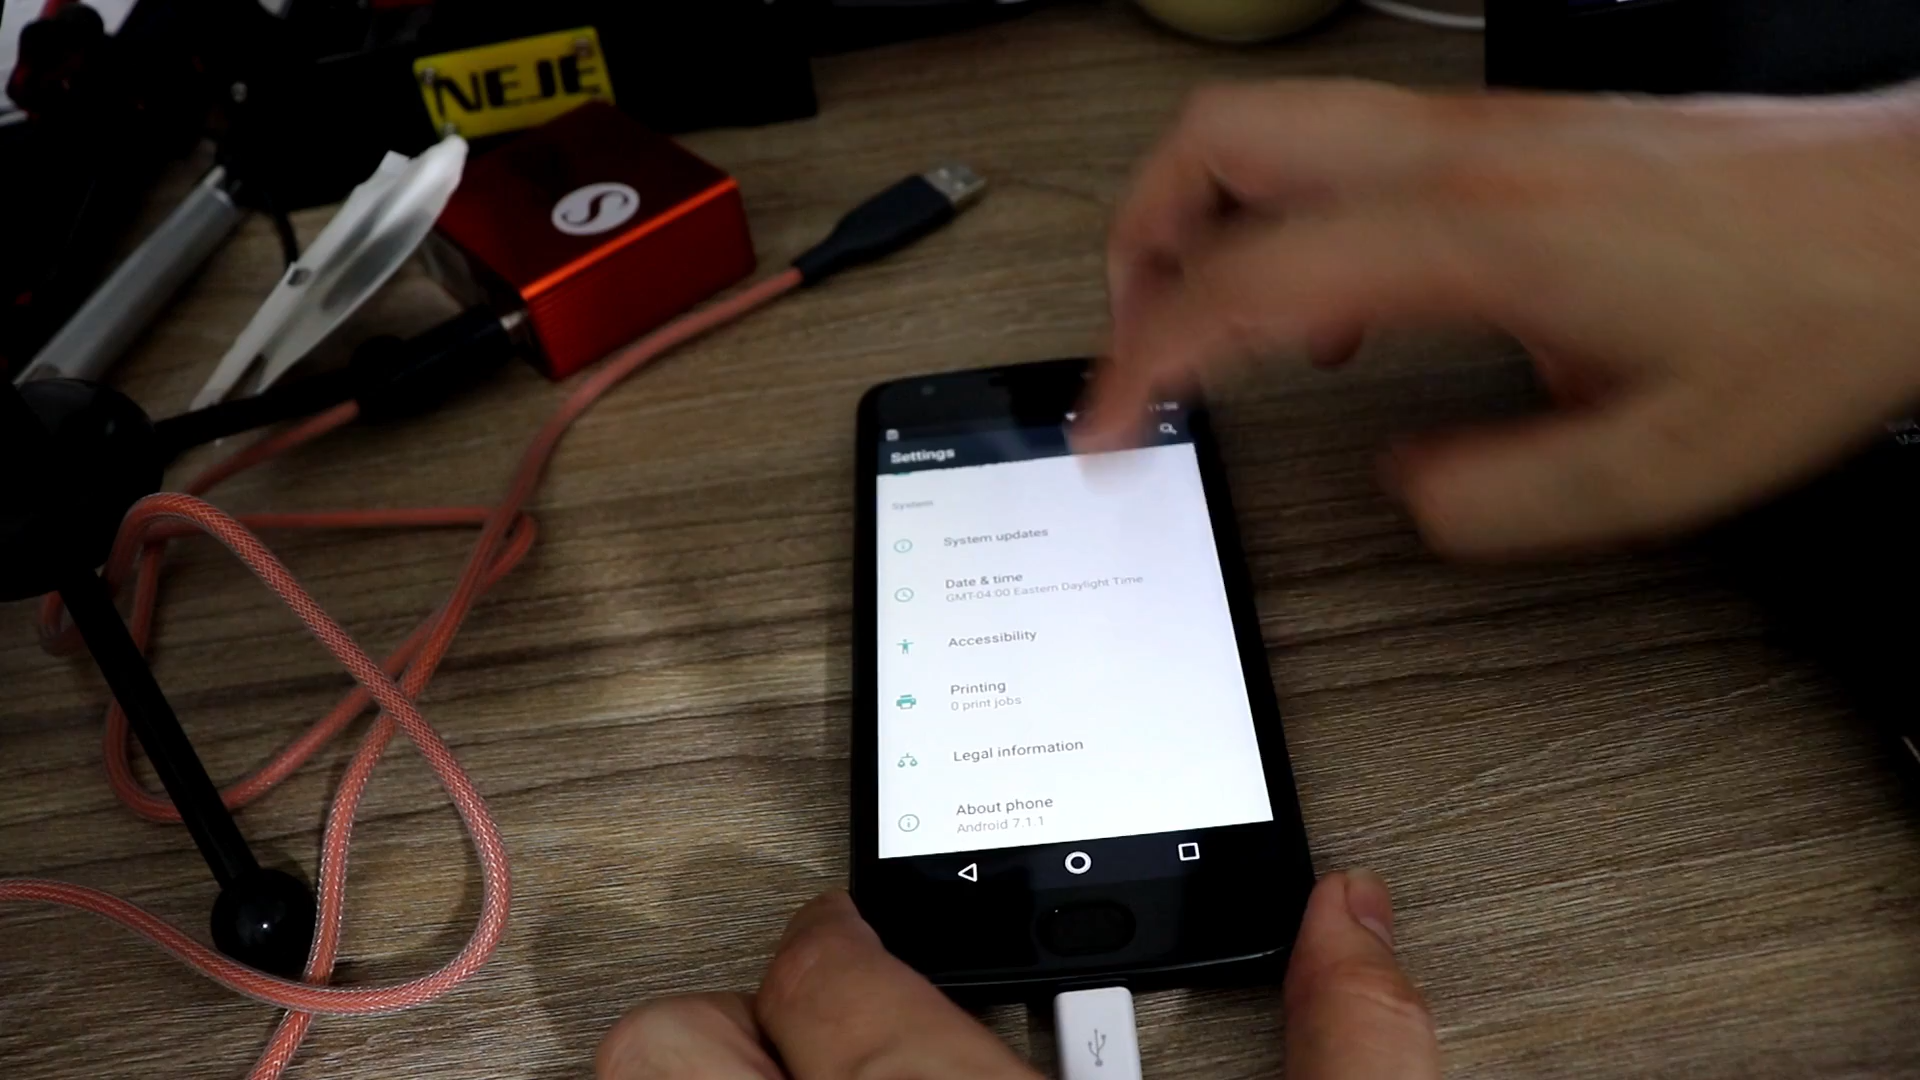 NEJE
Settings
System
System updates
Date & time
GMT-04:00 Eastern Daylight Time
Accessibility
Printing
0 print jobs
Legal information
About phone
Android 7.1.1